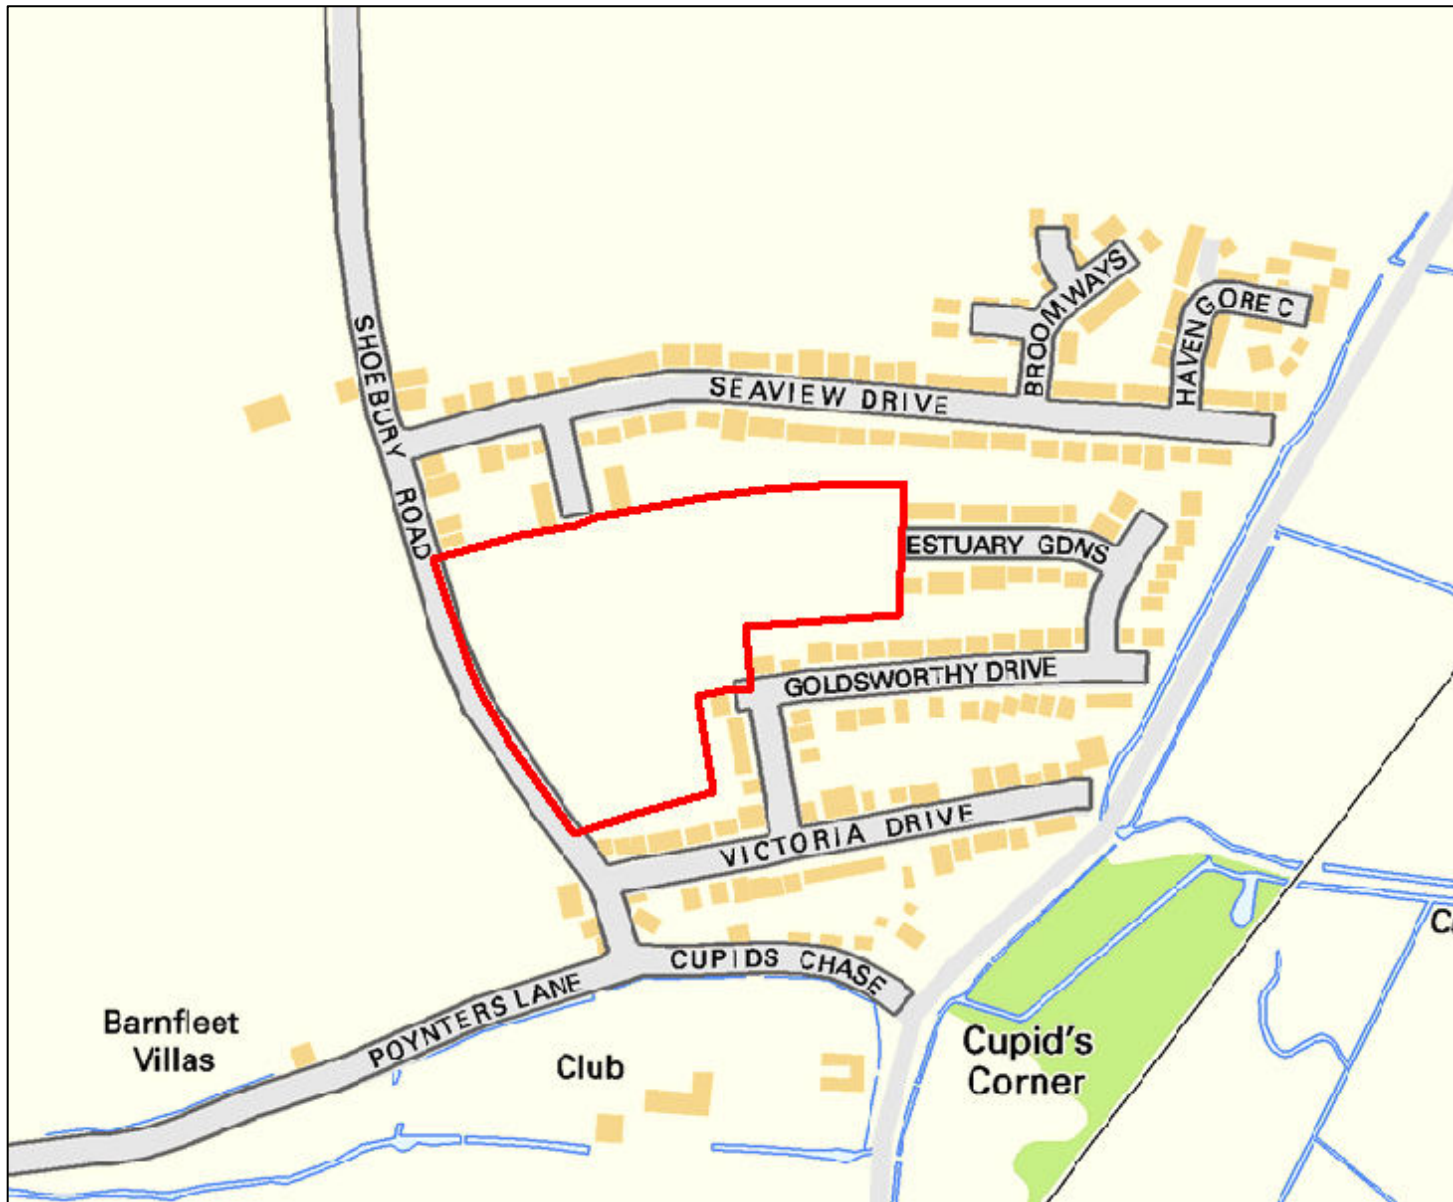 SHOEBURY ROAD
SEAVIEW DRIVE
BROOMWAYS
HAVENGORE C
ESTUARY GDNS
GOLDSWORTHY DRIVE
VICTORIA DRIVE
CUPIDS CHASE
POYNTERS LANE
Barnfleet
Villas
Club
Cupid's
Corner